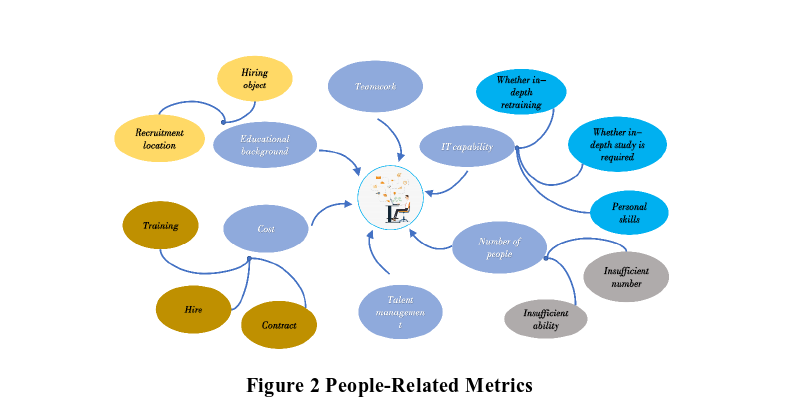 Hiring
object
Teamwork
Whether in–
depth
retraining
Recruitment
location
Educational
background
IT capability
Whether in–
depth study is
required
Training
Cost
Personal
skills
Number of
people
Insufficient
number
Hire
Contract
Talent
managemen
t
Insufficient
ability
Figure 2 People-Related Metrics